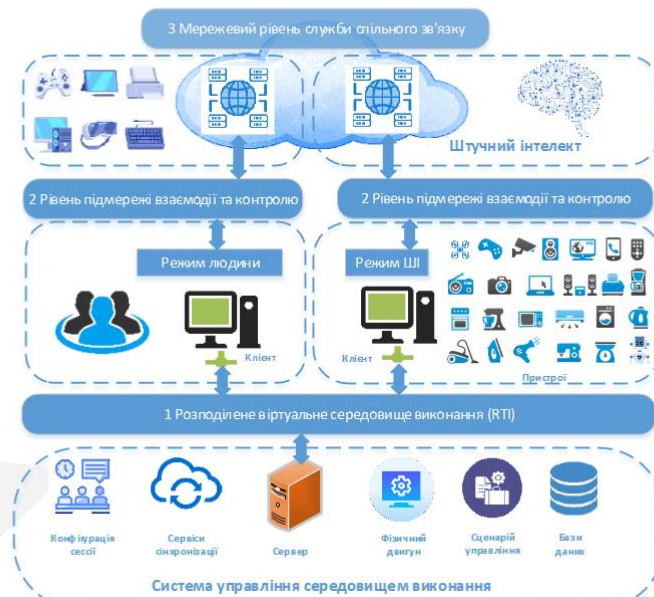 3 Мережевий рівень служби спільного зв'язку
Штучний інтелект
2 Рівень підмережі взаємодії та контролю
2 Рівень підмережі взаємодії та контролю
Режим людини
Режим ШІ
Клієнт
Клієнт
Пристрої
1 Розподілене віртуальне середовище виконання (RTI)
Конфігурація
сессії
Сервіси
сінхронізації
Сервер
Фізичний
двигун
Сценарій
управління
Бази
даних
Система управління середовищем виконання